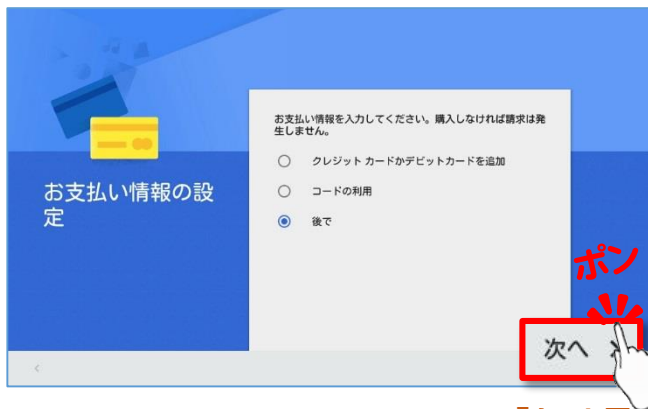 お支払い情報を入力してください。購入しなければ請求は発
生しません。
クレジット カードかデビットカードを追加
コードの利用
後で
お支払い情報の設
定
ポン
次へ